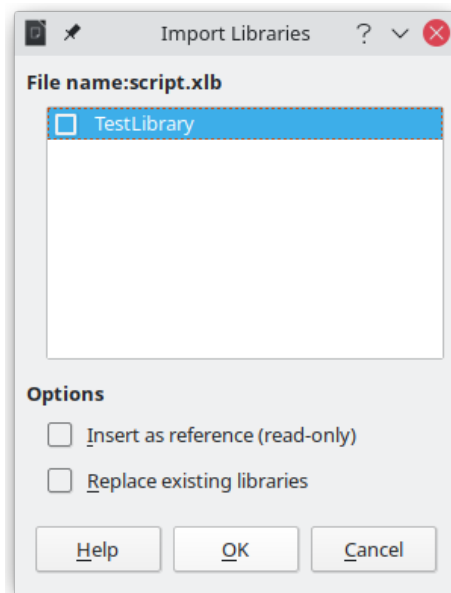 Import Libraries
File name:script.xlb
TestLibrary
Options
Insert as reference (read-only)
Replace existing libraries
Help OK Cancel